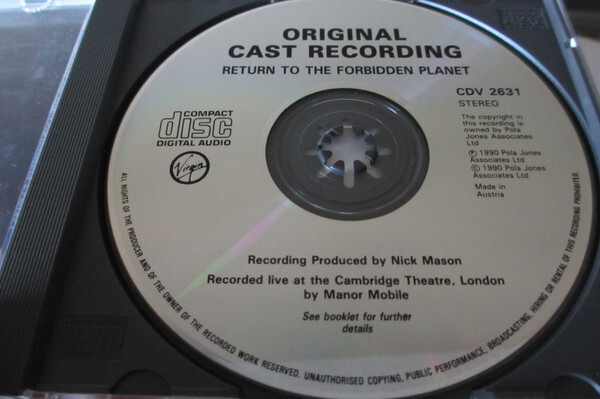 ORIGINAL
CAST RECORDING
RETURN TO THE FORBIDDEN PLANET
COMPACT
disc
DIGITAL AUDIO
Virgin
CDV 2631
STEREO
The copyright in
this recording is
owned by Pola
Jones Associates
Ltd
℗ 1990 Pola Jones
Associates Ltd
© 1990 Pola Jones
Associates Ltd
Made in
Austria
Recording Produced by Nick Mason
Recorded live at the Cambridge Theatre, London
by Manor Mobile
See booklet for further
details
ALL RIGHTS OF THE PRODUCER AND OF THE OWNER OF THE RECORDED WORK RESERVED. UNAUTHORISED COPYING, PUBLIC PERFORMANCE, BROADCASTING, HIRING OR RENTAL OF THIS RECORDING PROHIBITED.